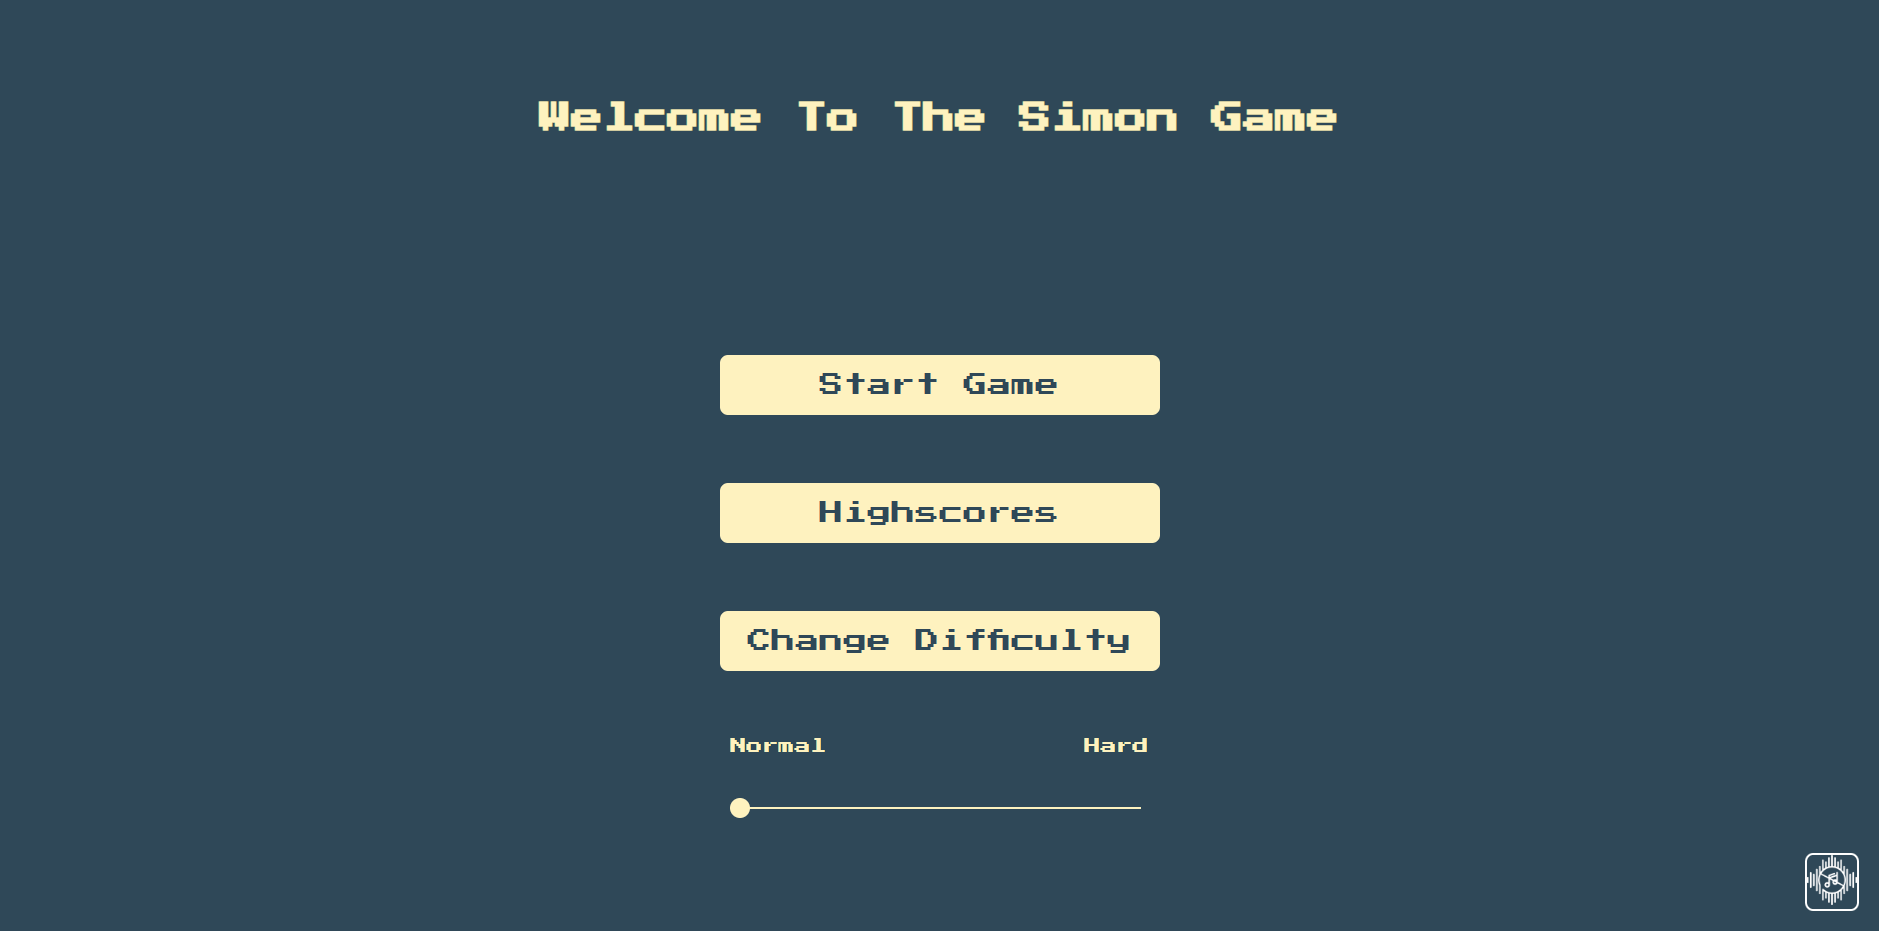 Welcome To The Simon Game
Start Game
Highscores
Change Difficulty
Normal Hard